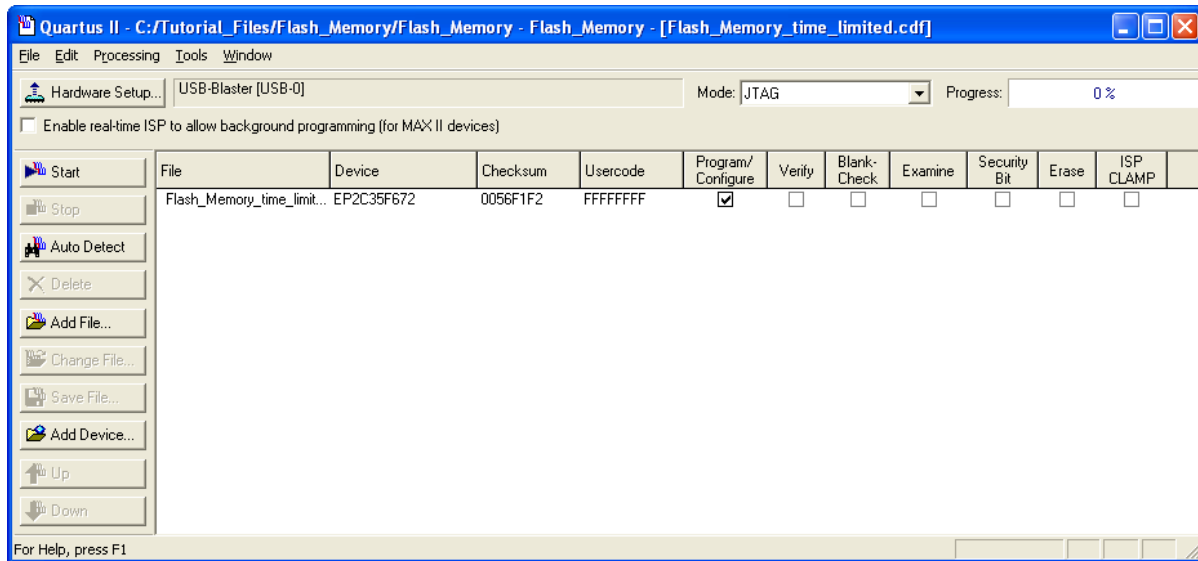 Quartus II - C:/Tutorial_Files/Flash_Memory/Flash_Memory - Flash_Memory - [Flash_Memory_time_limited.cdf]
File Edit Processing Tools Window
Hardware Setup... USB-Blaster [USB-0] Mode: JTAG Progress: 0 %
Enable real-time ISP to allow background programming (for MAX II devices)
Start
Stop
Auto Detect
Delete
Add File...
Change File...
Save File...
Add Device...
Up
Down
File Device Checksum Usercode Program/ Configure Verify Blank- Check Examine Security Bit Erase ISP CLAMP
Flash_Memory_time_limit... EP2C35F672 0056F1F2 FFFFFFFF
For Help, press F1